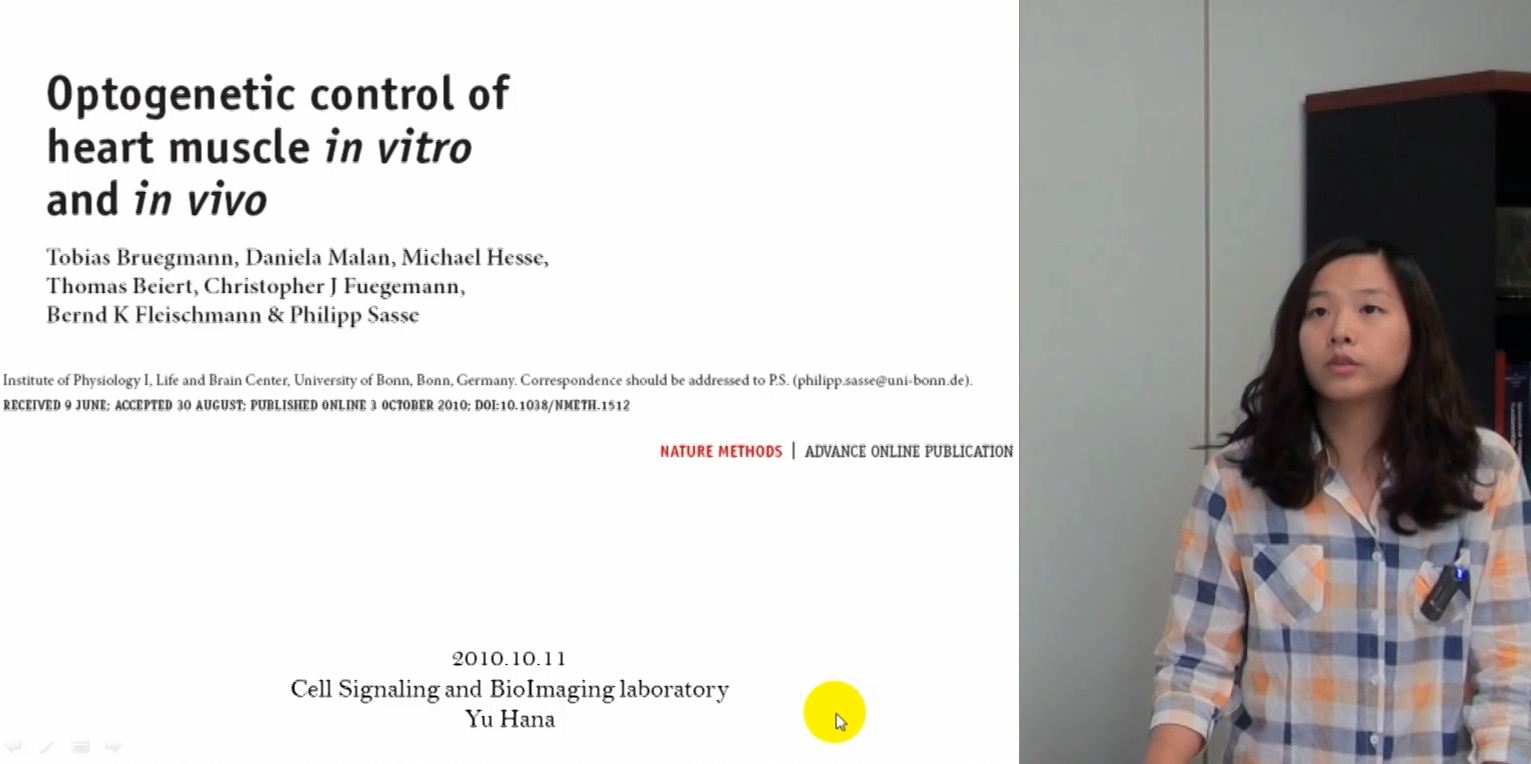 Optogenetic control of
heart muscle in vitro
and in vivo
Tobias Bruegmann, Daniela Malan, Michael Hesse,
Thomas Beiert, Christopher J Fuegemann,
Bernd K Fleischmann & Philipp Sasse
Institute of Physiology I, Life and Brain Center, University of Bonn, Bonn, Germany. Correspondence should be addressed to P.S. (philipp.sasse@uni-bonn.de).
RECEIVED 9 JUNE; ACCEPTED 30 AUGUST; PUBLISHED ONLINE 3 OCTOBER 2010; DOI:10.1038/NMETH.1512
NATURE METHODS | ADVANCE ONLINE PUBLICATION
2010.10.11
Cell Signaling and BioImaging laboratory
Yu Hana